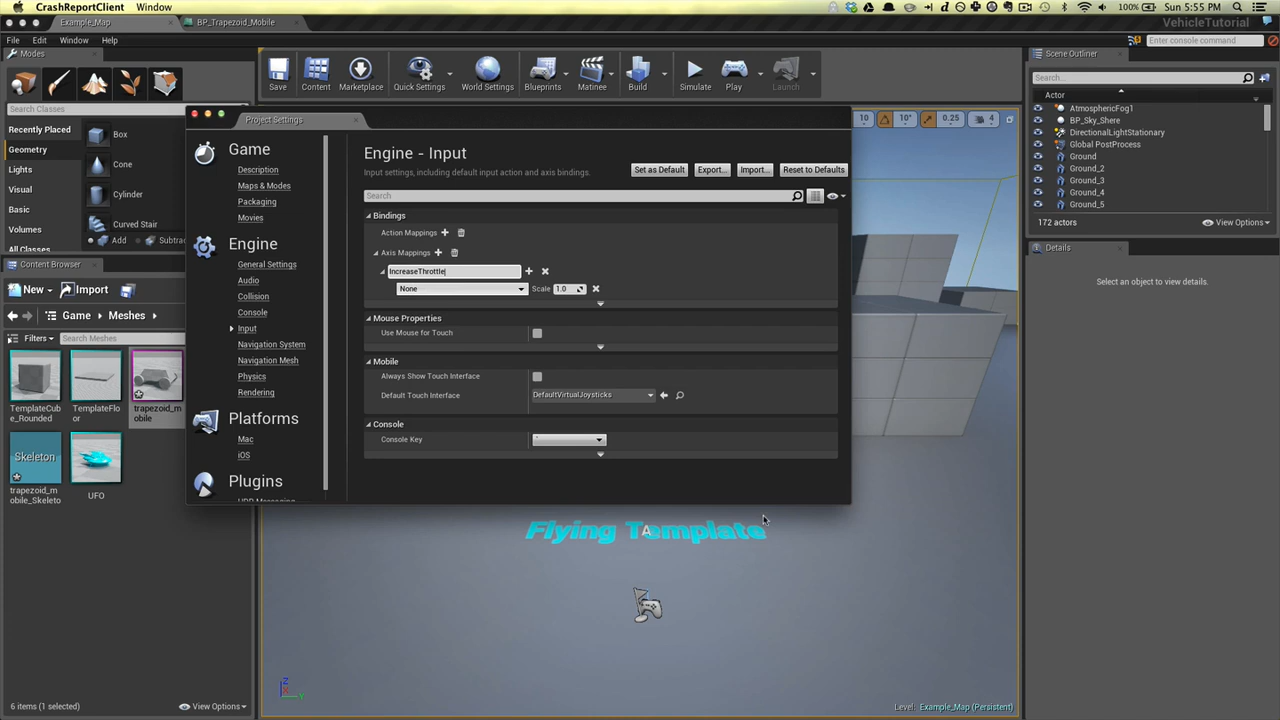 CrashReportClient Window
100% Sun 5:55 PM
Example_Map BP_Trapezoid_Mobile
VehicleTutorial
File Edit Window Help
Enter console command
Modes
Search Classes
Recently Placed
Geometry
Lights
Visual
Basic
Volumes
All Classes
Box
Cone
Cylinder
Curved Stair
Add Subtrac
Save Content Marketplace Quick Settings World Settings Blueprints Matinee Build Simulate Play Launch
10 10° 0.25 4
Scene Outliner
Search...
Actor
AtmosphericFog1
BP_Sky_Shere
DirectionalLightStationary
Global PostProcess
Ground
Ground_2
Ground_3
Ground_4
Ground_5
172 actors View Options
Details
Select an object to view details.
Content Browser
New Import
Game Meshes
Filters Search Meshes
TemplateCube_Rounded
TemplateFloor
trapezoid_mobile
Skeleton
trapezoid_mobile_Skeleto
UFO
6 items (1 selected) View Options
Project Settings
Game
Description
Maps & Modes
Packaging
Movies
Engine
General Settings
Audio
Collision
Console
Input
Navigation System
Navigation Mesh
Physics
Rendering
Platforms
Mac
iOS
Plugins
UDP Messaging
Engine - Input
Input settings, including default input action and axis bindings.
Set as Default Export... Import... Reset to Defaults
Search
Bindings
Action Mappings
Axis Mappings
IncreaseThrottle
None Scale 1.0
Mouse Properties
Use Mouse for Touch
Mobile
Always Show Touch Interface
Default Touch Interface DefaultVirtualJoysticks
Console
Console Key
Flying Template
Z
Y
Level: Example_Map (Persistent)